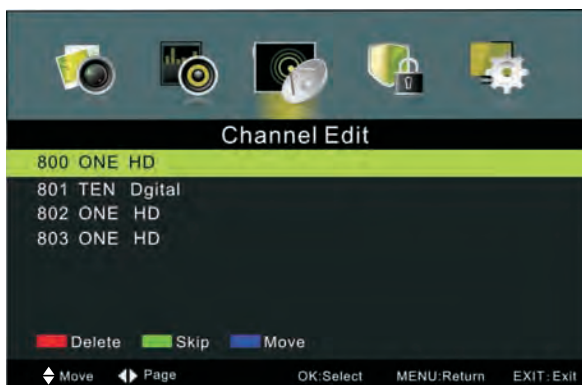 Channel Edit
800 ONE HD
801 TEN Dgital
802 ONE HD
803 ONE HD
Delete Skip Move
Move Page OK:Select MENU:Return EXIT:Exit